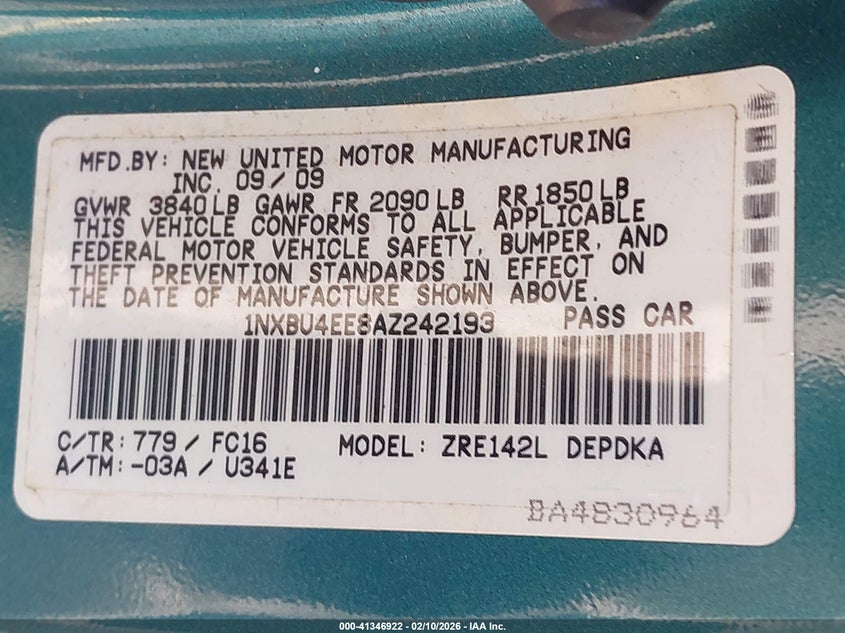 MFD.BY: NEW UNITED MOTOR MANUFACTURING
INC. 09/09
GVWR 3840LB GAWR FR 2090LB RR1850LB
THIS VEHICLE CONFORMS TO ALL APPLICABLE
FEDERAL MOTOR VEHICLE SAFETY, BUMPER, AND
THEFT PREVENTION STANDARDS IN EFFECT ON
THE DATE OF MANUFACTURE SHOWN ABOVE.
1NXBU4EE8AZ242193 PASS CAR
C/TR: 779 / FC16 MODEL: ZRE142L DEPDKA
A/TM: -03A / U341E
BA4830964
000-41346922 - 02/10/2026 - IAA Inc.